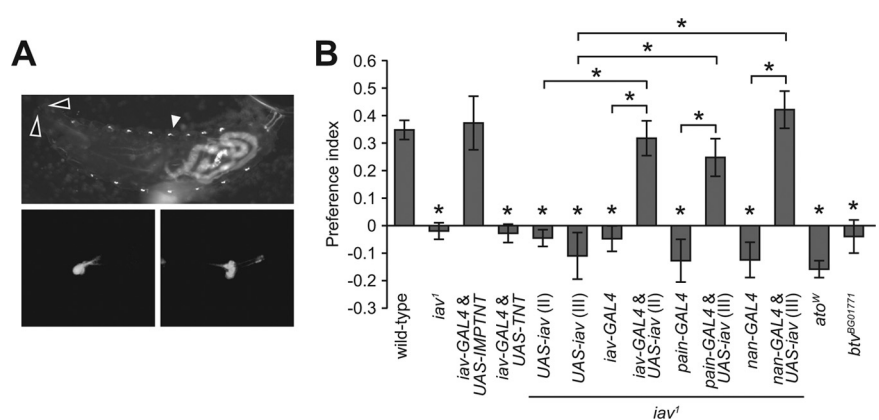 A
B
*
*
*
*
*
*
*
0.6
0.5
0.4
0.3
0.2
0.1
0
-0.1
-0.2
-0.3
Preference index
*
*
*
*
*
*
*
*
*
wild-type
iav¹
iav-GAL4 &
UAS-IMPTNT
iav-GAL4 &
UAS-TNT
UAS-iav (II)
UAS-iav (III)
iav-GAL4
iav-GAL4 &
UAS-iav (II)
pain-GAL4
pain-GAL4 &
UAS-iav (III)
nan-GAL4
nan-GAL4 &
UAS-iav (III)
atoᵂ
btvᴮᴳ⁰¹⁷⁷¹
iav¹